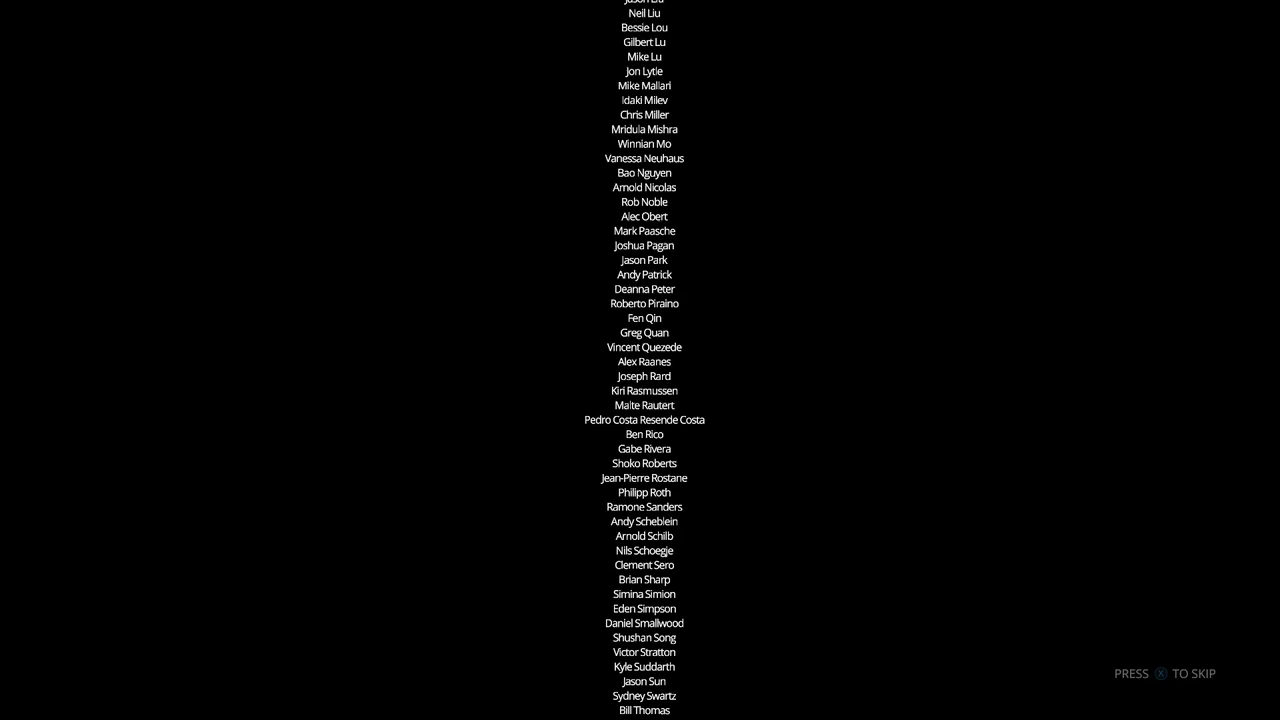 Jason Liu
Neil Liu
Bessie Lou
Gilbert Lu
Mike Lu
Jon Lytle
Mike Mallari
Idaki Milev
Chris Miller
Mridula Mishra
Winnian Mo
Vanessa Neuhaus
Bao Nguyen
Arnold Nicolas
Rob Noble
Alec Obert
Mark Paasche
Joshua Pagan
Jason Park
Andy Patrick
Deanna Peter
Roberto Piraino
Fen Qin
Greg Quan
Vincent Quezede
Alex Raanes
Joseph Rard
Kiri Rasmussen
Malte Rautert
Pedro Costa Resende Costa
Ben Rico
Gabe Rivera
Shoko Roberts
Jean-Pierre Rostane
Philipp Roth
Ramone Sanders
Andy Scheblein
Arnold Schilb
Nils Schoegje
Clement Sero
Brian Sharp
Simina Simion
Eden Simpson
Daniel Smallwood
Shushan Song
Victor Stratton
Kyle Suddarth
PRESS X TO SKIP
Jason Sun
Sydney Swartz
Bill Thomas